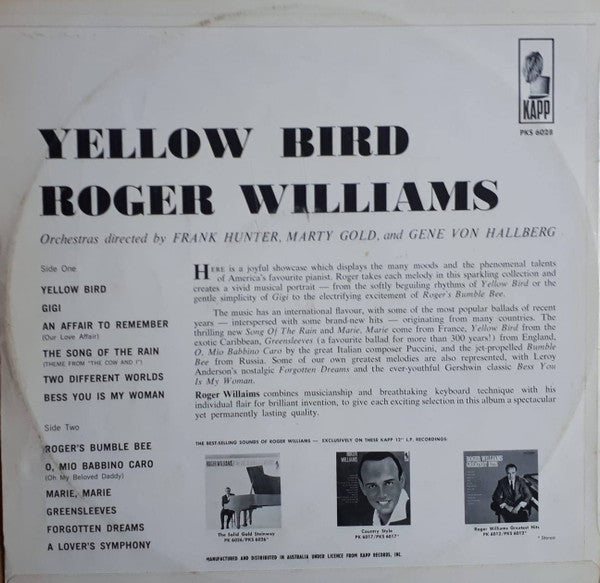 KAPP
PKS 6028
YELLOW BIRD
ROGER WILLIAMS
Orchestras directed by FRANK HUNTER, MARTY GOLD, and GENE VON HALLBERG
Side One
YELLOW BIRD
GIGI
AN AFFAIR TO REMEMBER
(Our Love Affair)
THE SONG OF THE RAIN
(THEME FROM "THE COW AND I")
TWO DIFFERENT WORLDS
BESS YOU IS MY WOMAN
Side Two
ROGER'S BUMBLE BEE
O, MIO BABBINO CARO
(Oh My Beloved Daddy)
MARIE, MARIE
GREENSLEEVES
FORGOTTEN DREAMS
A LOVER'S SYMPHONY
HERE is a joyful showcase which displays the many moods and the phenomenal talents
of America's favourite pianist. Roger takes each melody in this sparkling collection and
creates a vivid musical portrait — from the softly beguiling rhythms of Yellow Bird or the
gentle simplicity of Gigi to the electrifying excitement of Roger's Bumble Bee.
The music has an international flavour, with some of the most popular ballads of recent
years — interspersed with some brand-new hits — originating from many countries. The
thrilling new Song Of The Rain and Marie, Marie come from France, Yellow Bird from the
exotic Caribbean, Greensleeves (a favourite ballad for more than 300 years!) from England,
O, Mio Babbino Caro by the great Italian composer Puccini, and the jet-propelled Bumble
Bee from Russia. Some of our own greatest melodies are also represented, with Leroy
Anderson's nostalgic Forgotten Dreams and the ever-youthful Gershwin classic Bess You
Is My Woman.
Roger Willaims combines musicianship and breathtaking keyboard technique with his
individual flair for brilliant invention, to give each exciting selection in this album a spectacular
yet permanently lasting quality.
THE BEST-SELLING SOUNDS OF ROGER WILLIAMS — EXCLUSIVELY ON THESE KAPP 12" L.P. RECORDINGS:
ROGER WILLIAMS
ROGER WILLIAMS
ROGER WILLIAMS
GREATEST HITS
The Solid Gold Steinway
PK 6026/PKS 6026*
Country Style
PK 6017/PKS 6017*
Roger Williams Greatest Hits
PK 6012/PKS 6012*
* Stereo
MANUFACTURED AND DISTRIBUTED IN AUSTRALIA UNDER LICENCE FROM KAPP RECORDS, INC.